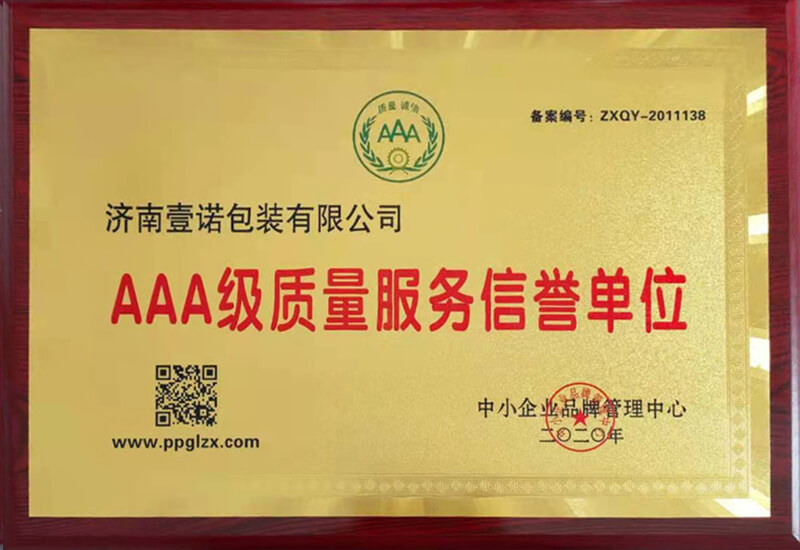 质量 诚信
AAA
备案编号：ZXQY-2011138
济南壹诺包装有限公司
AAA级质量服务信誉单位
中小企业品牌管理中心
二〇二〇年
www.ppglzx.com